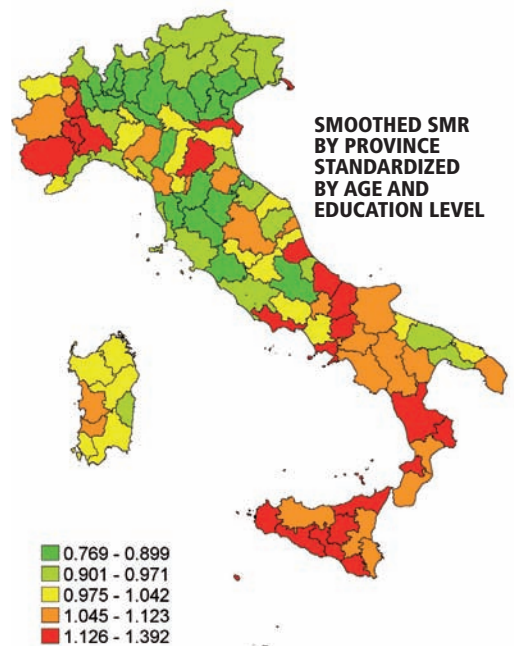 SMOOTHED SMR
BY PROVINCE
STANDARDIZED
BY AGE AND
EDUCATION LEVEL
0.769 - 0.899
0.901 - 0.971
0.975 - 1.042
1.045 - 1.123
1.126 - 1.392